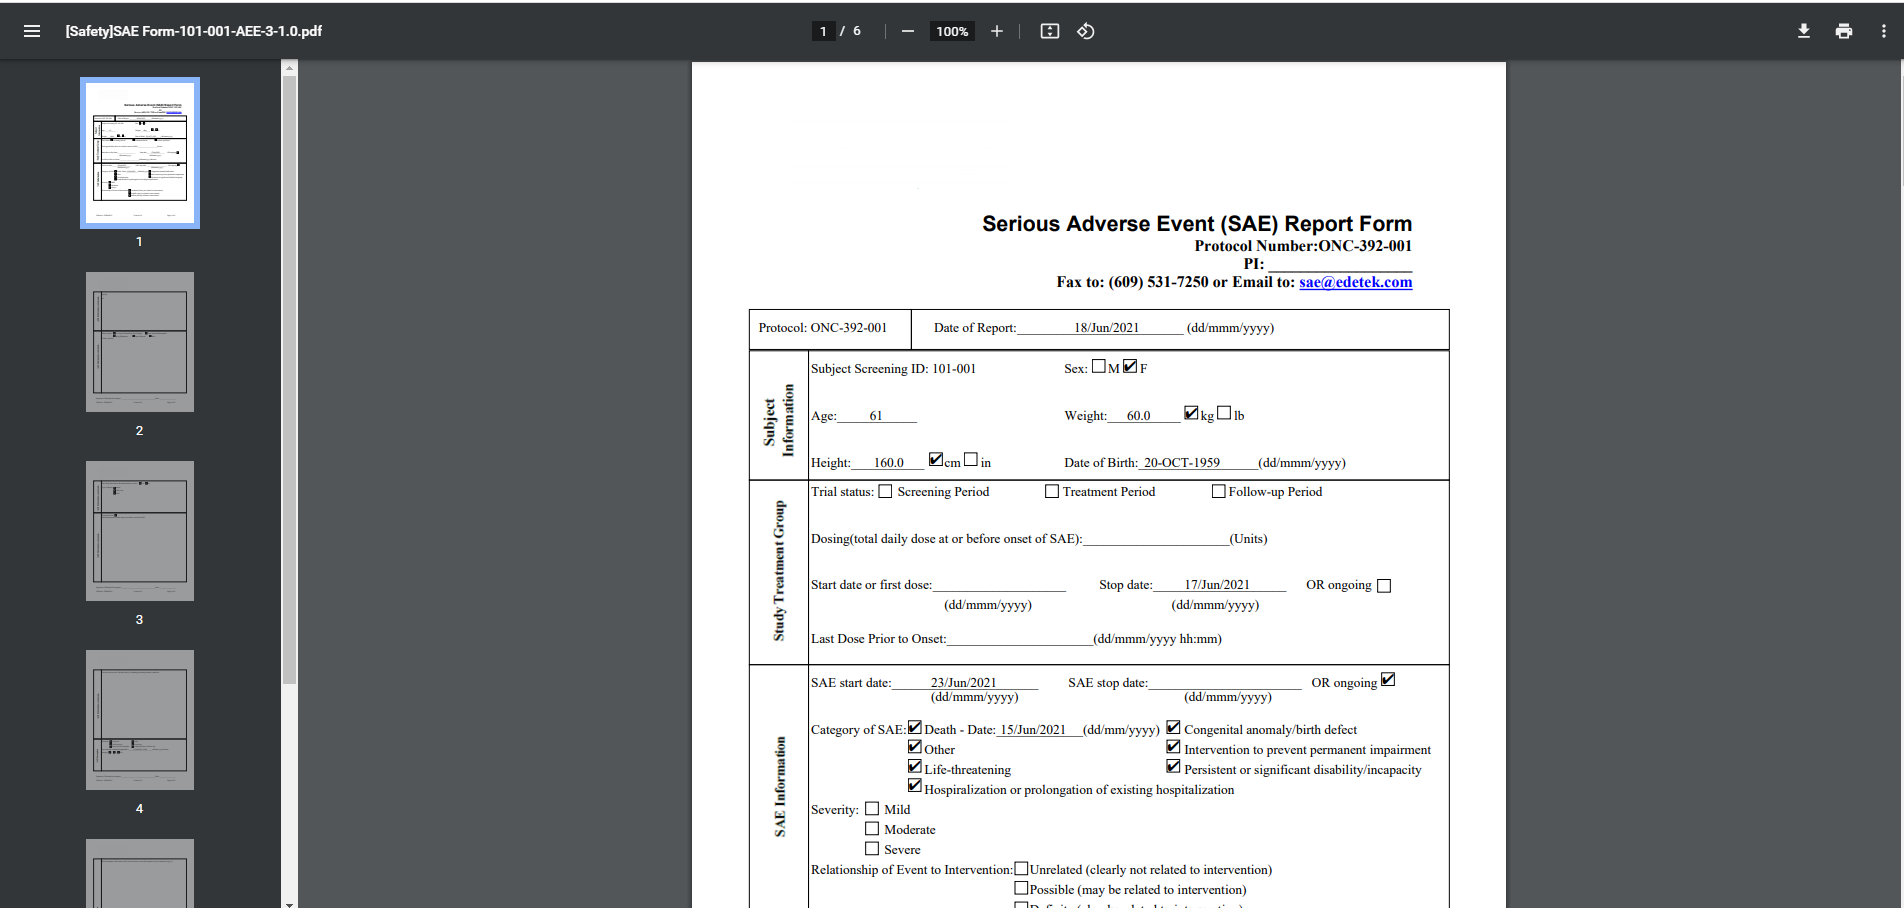 [Safety]SAE Form-101-001-AEE-3-1.0.pdf
1 / 6
100%
1
2
3
4
Serious Adverse Event (SAE) Report Form
Protocol Number:ONC-392-001
PI:
Fax to: (609) 531-7250 or Email to: sae@edetek.com
Protocol: ONC-392-001 Date of Report: 18/Jun/2021 (dd/mmm/yyyy)
Subject Information
Subject Screening ID: 101-001 Sex: M F
Age: 61 Weight: 60.0 kg lb
Height: 160.0 cm in Date of Birth: 20-OCT-1959 (dd/mmm/yyyy)
Study Treatment Group
Trial status: Screening Period Treatment Period Follow-up Period
Dosing(total daily dose at or before onset of SAE): (Units)
Start date or first dose: Stop date: 17/Jun/2021 OR ongoing
(dd/mmm/yyyy) (dd/mmm/yyyy)
Last Dose Prior to Onset: (dd/mmm/yyyy hh:mm)
SAE Information
SAE start date: 23/Jun/2021 SAE stop date: OR ongoing
(dd/mmm/yyyy) (dd/mmm/yyyy)
Category of SAE: Death - Date: 15/Jun/2021 (dd/mm/yyyy) Congenital anomaly/birth defect
Other Intervention to prevent permanent impairment
Life-threatening Persistent or significant disability/incapacity
Hospiralization or prolongation of existing hospitalization
Severity: Mild
Moderate
Severe
Relationship of Event to Intervention: Unrelated (clearly not related to intervention)
Possible (may be related to intervention)